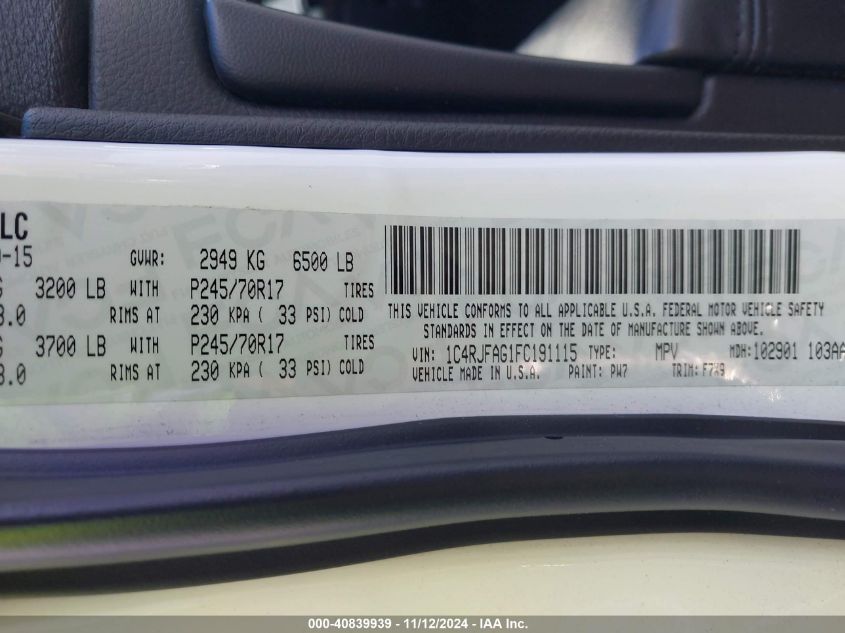 LC
-15
GVWR: 2949 KG 6500 LB
G 3200 LB WITH P245/70R17 TIRES
8.0 RIMS AT 230 KPA ( 33 PSI) COLD
G 3700 LB WITH P245/70R17 TIRES
8.0 RIMS AT 230 KPA ( 33 PSI) COLD
THIS VEHICLE CONFORMS TO ALL APPLICABLE U.S.A. FEDERAL MOTOR VEHICLE SAFETY
STANDARDS IN EFFECT ON THE DATE OF MANUFACTURE SHOWN ABOVE.
VIN: 1C4RJFAG1FC191115 TYPE: MPV MDH: 102901 103AA
VEHICLE MADE IN U.S.A. PAINT: PW7 TRIM:
000-40839939 - 11/12/2024 - IAA Inc.